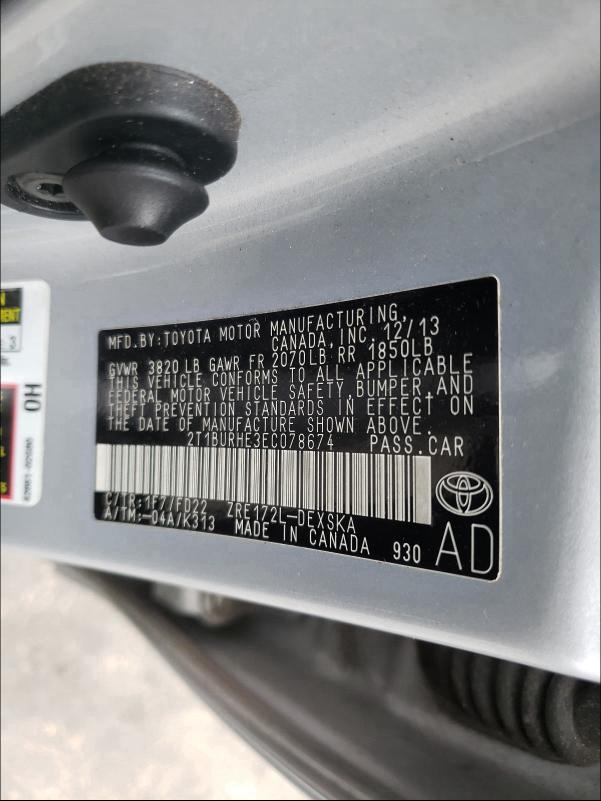 MFD.BY:TOYOTA MOTOR MANUFACTURING,
CANADA, INC. 12/13
GVWR 3820LB GAWR FR 2070LB RR 1850LB
THIS VEHICLE CONFORMS TO ALL APPLICABLE
FEDERAL MOTOR VEHICLE SAFETY, BUMPER, AND
THEFT PREVENTION STANDARDS IN EFFECT ON
THE DATE OF MANUFACTURE SHOWN ABOVE.
2T1BURHE3EC078674 PASS.CAR
C/TR:1F7/FD22 ZRE172L-DEXSKA
A/TM:-04A/K313 MADE IN CANADA 930 AD
HO